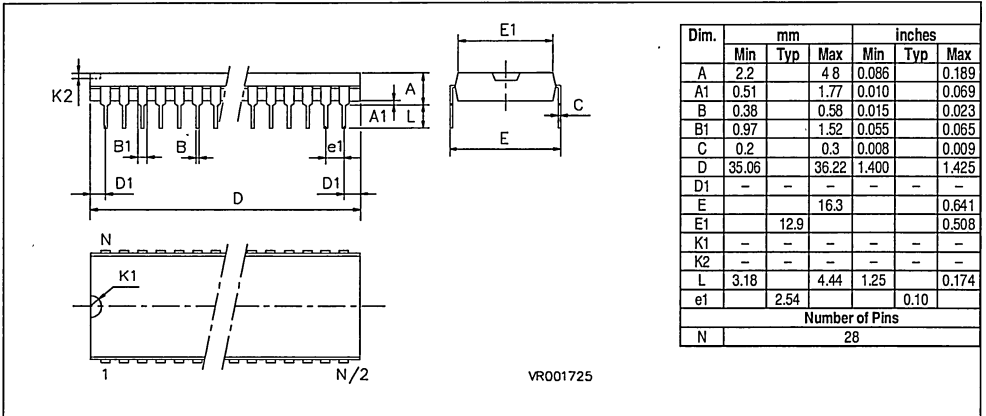 E1
A
K2
A1
L
C
B1
B
e1
E
D1
D1
D
N
K1
1
N/2
VR001725
Dim. mm inches
Min Typ Max Min Typ Max
A 2.2 4 8 0.086 0.189
A1 0.51 1.77 0.010 0.069
B 0.38 0.58 0.015 0.023
B1 0.97 1.52 0.055 0.065
C 0.2 0.3 0.008 0.009
D 35.06 36.22 1.400 1.425
D1 – – – – – –
E 16.3 0.641
E1 12.9 0.508
K1 – – – – – –
K2 – – – – – –
L 3.18 4.44 1.25 0.174
e1 2.54 0.10
Number of Pins
N 28